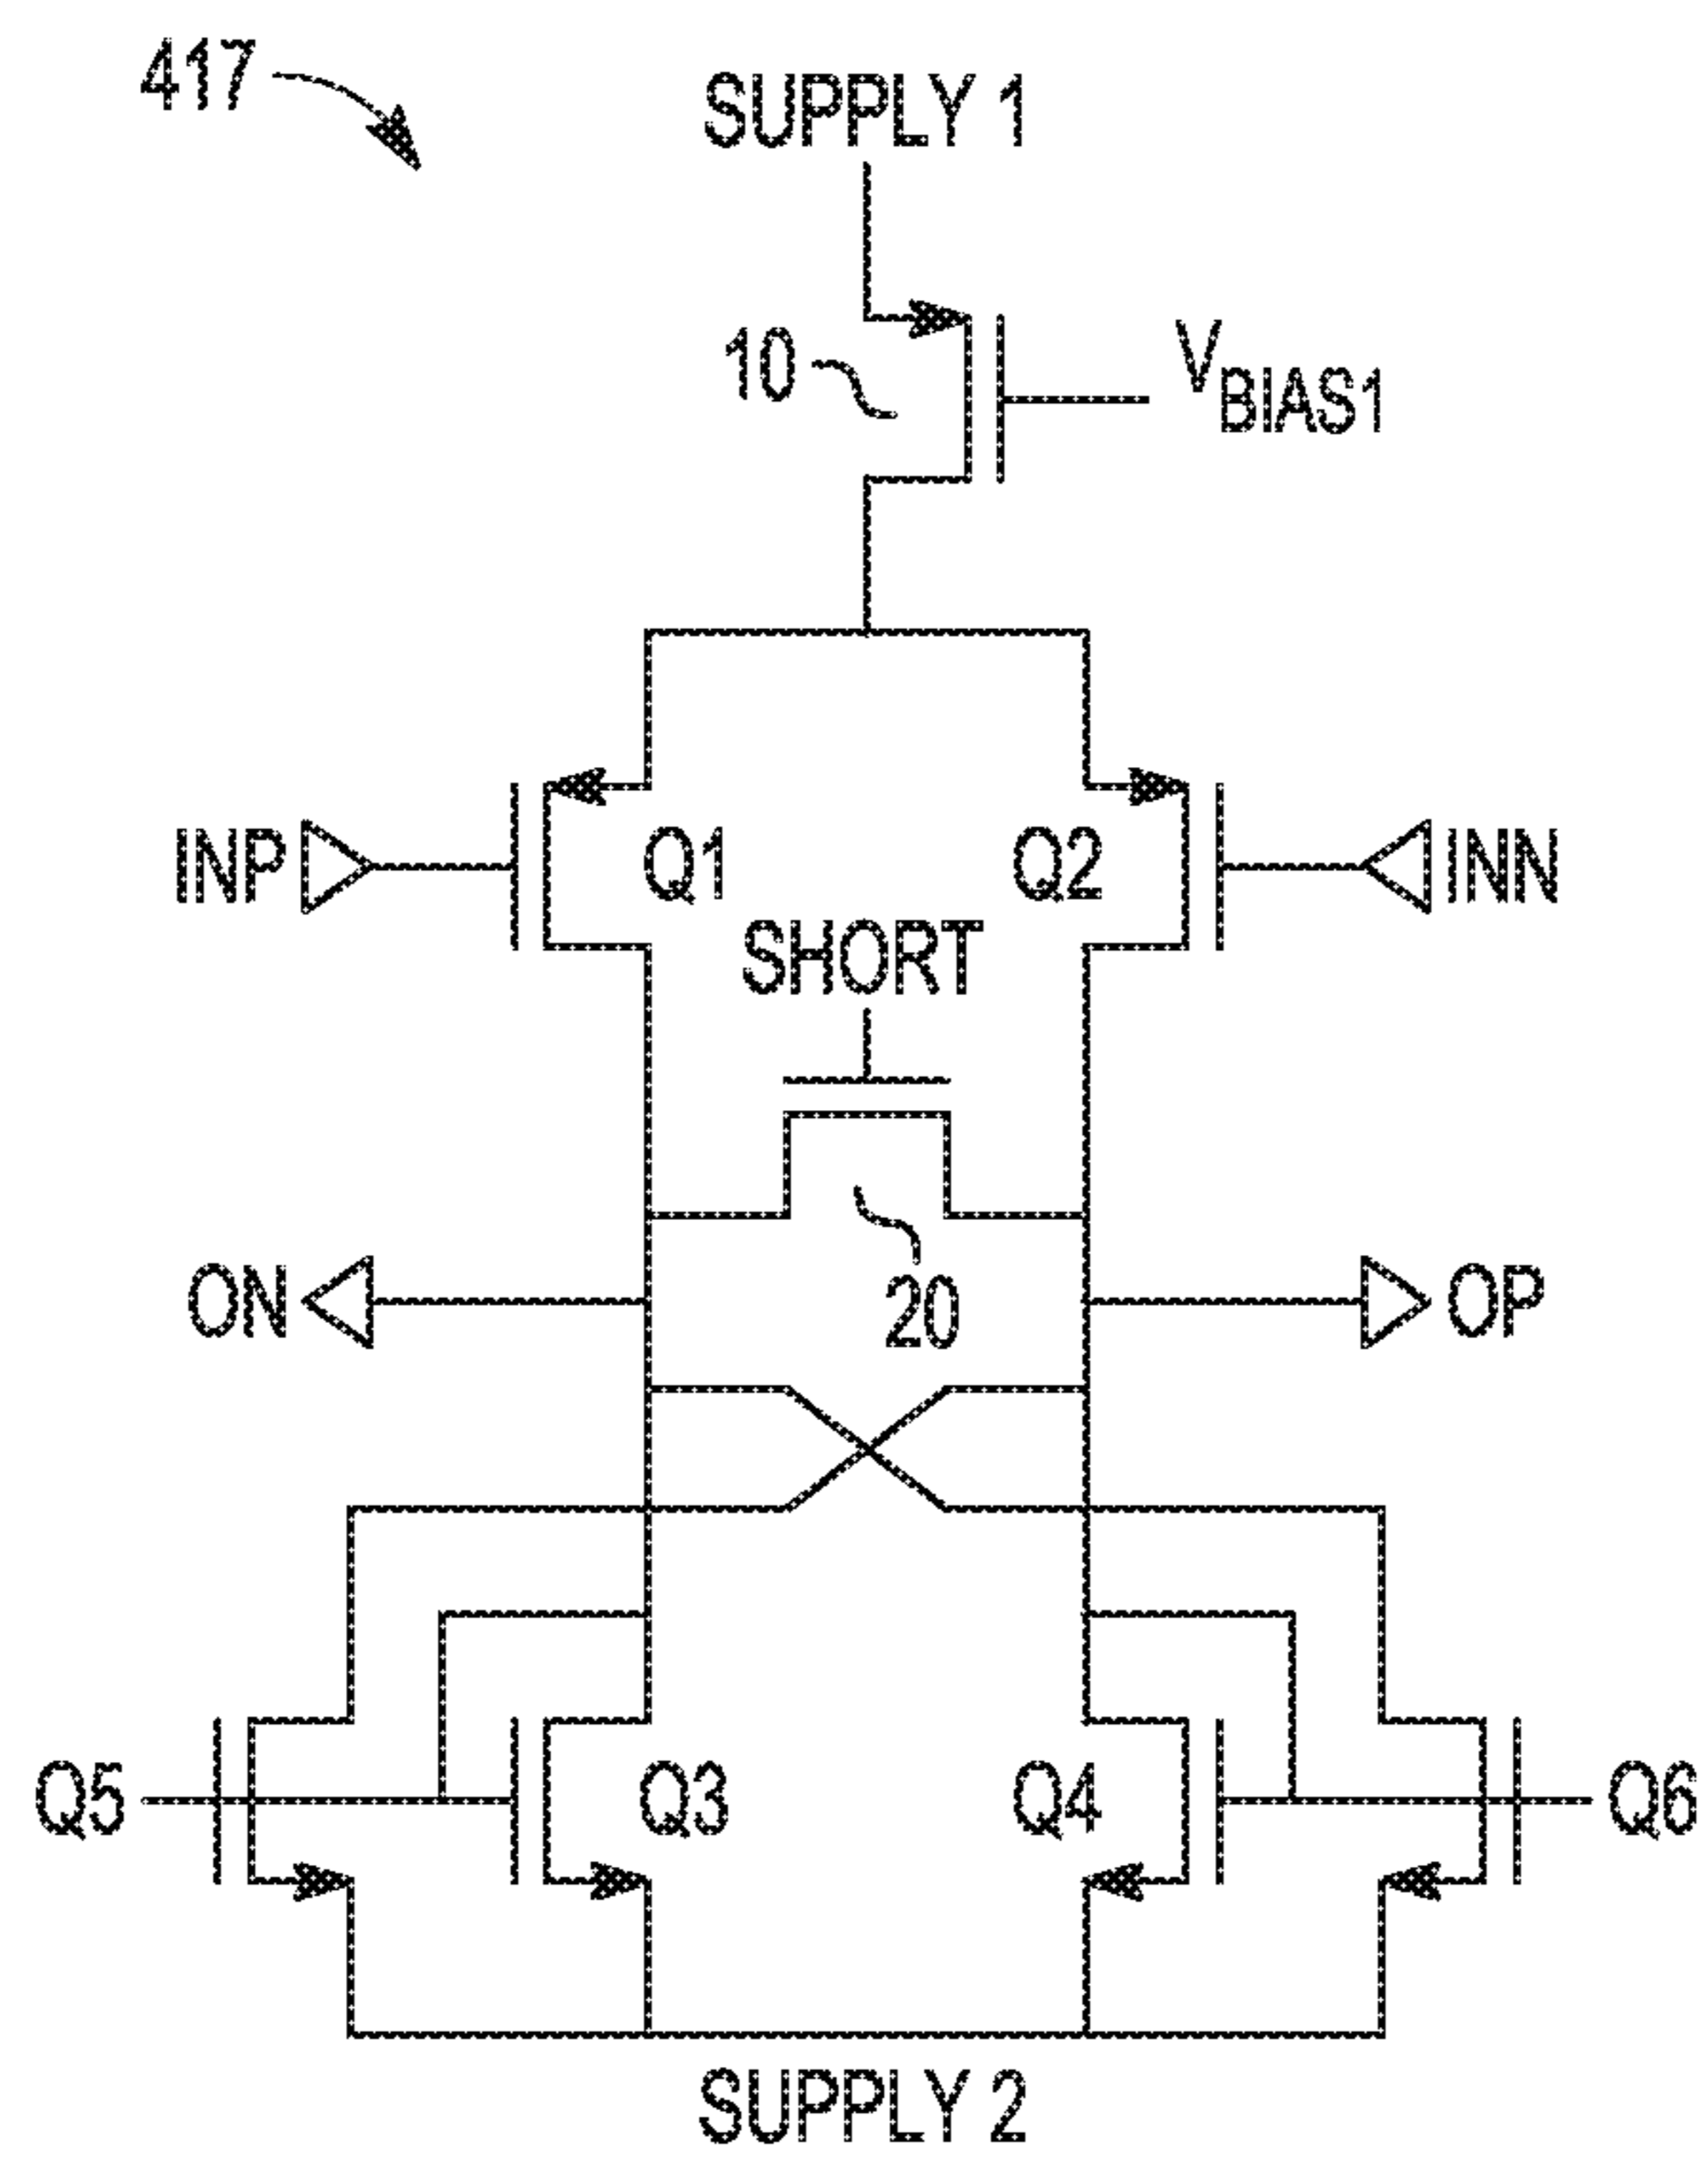 417
SUPPLY 1
10
VBIAS1
INP
Q1
Q2
INN
SHORT
ON
20
OP
Q5
Q3
Q4
Q6
SUPPLY 2